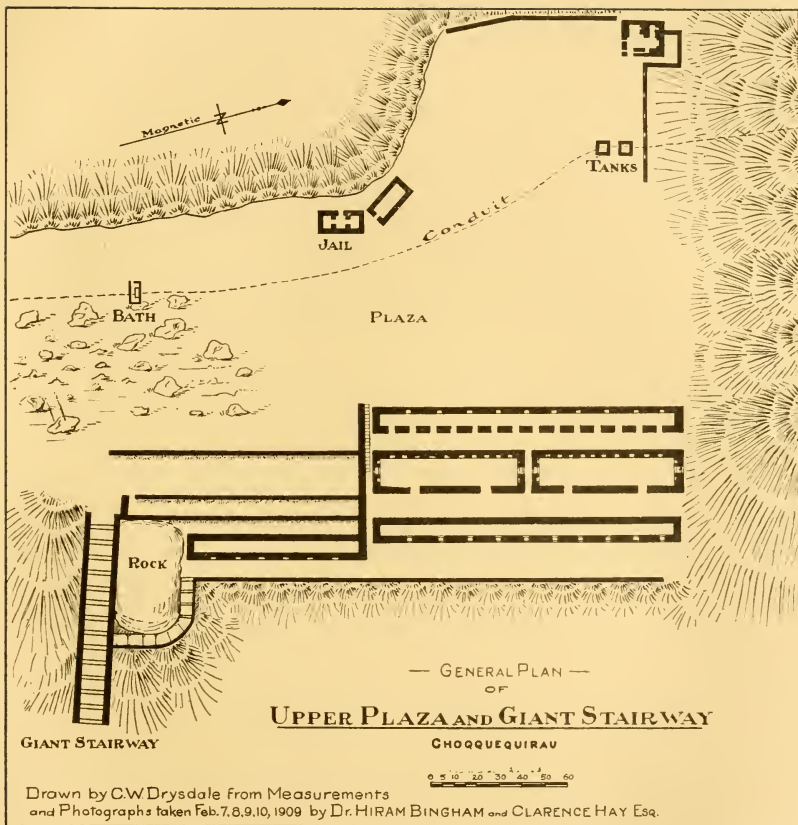 Magnetic N
TANKS
Conduit
JAIL
BATH
PLAZA
ROCK
— GENERAL PLAN —
OF
UPPER PLAZA AND GIANT STAIRWAY
GIANT STAIRWAY
CHOQQUEQUIRAU
0 5 10 20 30 40 50 60
Drawn by C.W. Drysdale from Measurements
and Photographs taken Feb. 7, 8, 9, 10, 1909 by Dr. HIRAM BINGHAM and CLARENCE HAY ESQ.